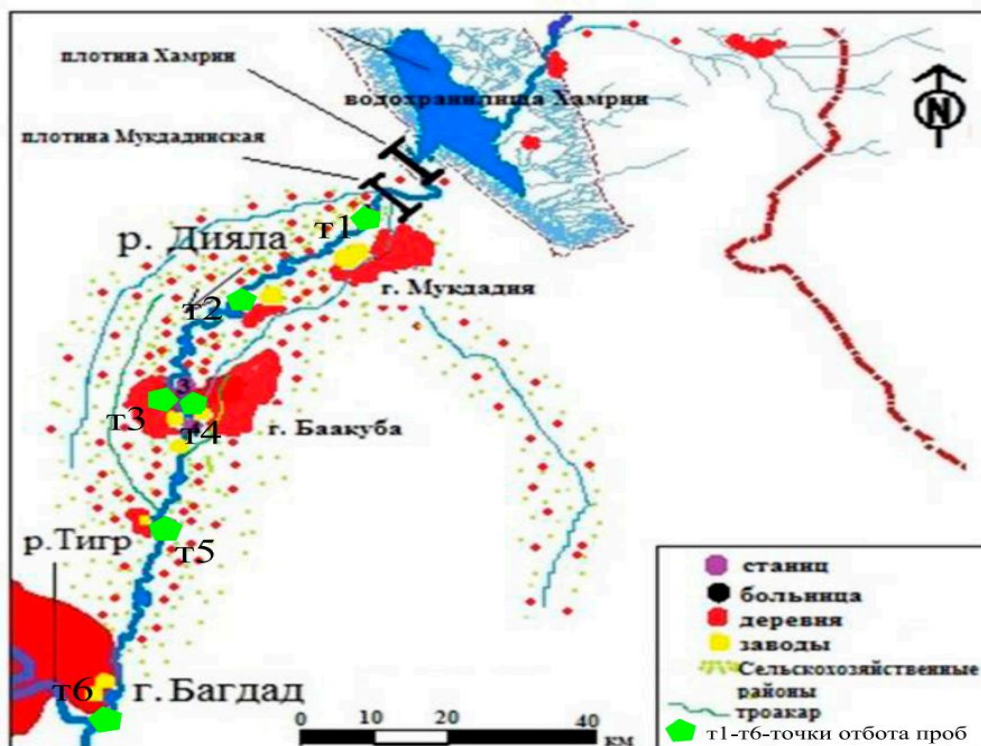 плотина Хамрин
водохранилища Хамрин
плотина Мукдадинская
N
т1
р. Дияла
т2
г. Мукдадия
3
т3
т4
г. Баакуба
р.Тигр
т5
т6
г. Багдад
0 10 20 40
км
станиц
больница
деревня
заводы
Сельскохозяйственные
районы
троакар
т1-т6-точки отбота проб